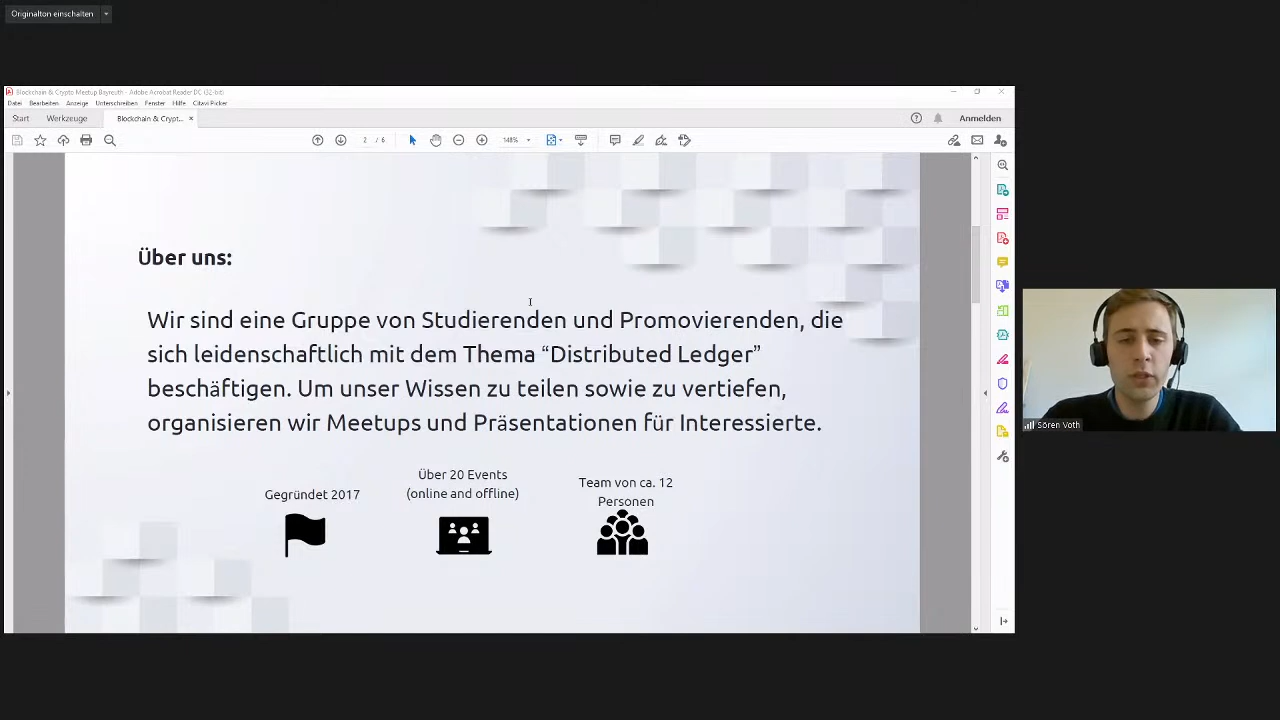 Originalton einschalten
Blockchain & Crypto Meetup Bayreuth - Adobe Acrobat Reader DC (32-bit)
Datei Bearbeiten Anzeige Unterschreiben Fenster Hilfe Citavi Picker
Start Werkzeuge Blockchain & Crypt... × Anmelden
2 / 6 148%
Über uns:
Wir sind eine Gruppe von Studierenden und Promovierenden, die
sich leidenschaftlich mit dem Thema “Distributed Ledger”
beschäftigen. Um unser Wissen zu teilen sowie zu vertiefen,
organisieren wir Meetups und Präsentationen für Interessierte.
Gegründet 2017
Über 20 Events
(online and offline)
Team von ca. 12
Personen
Sören Voth